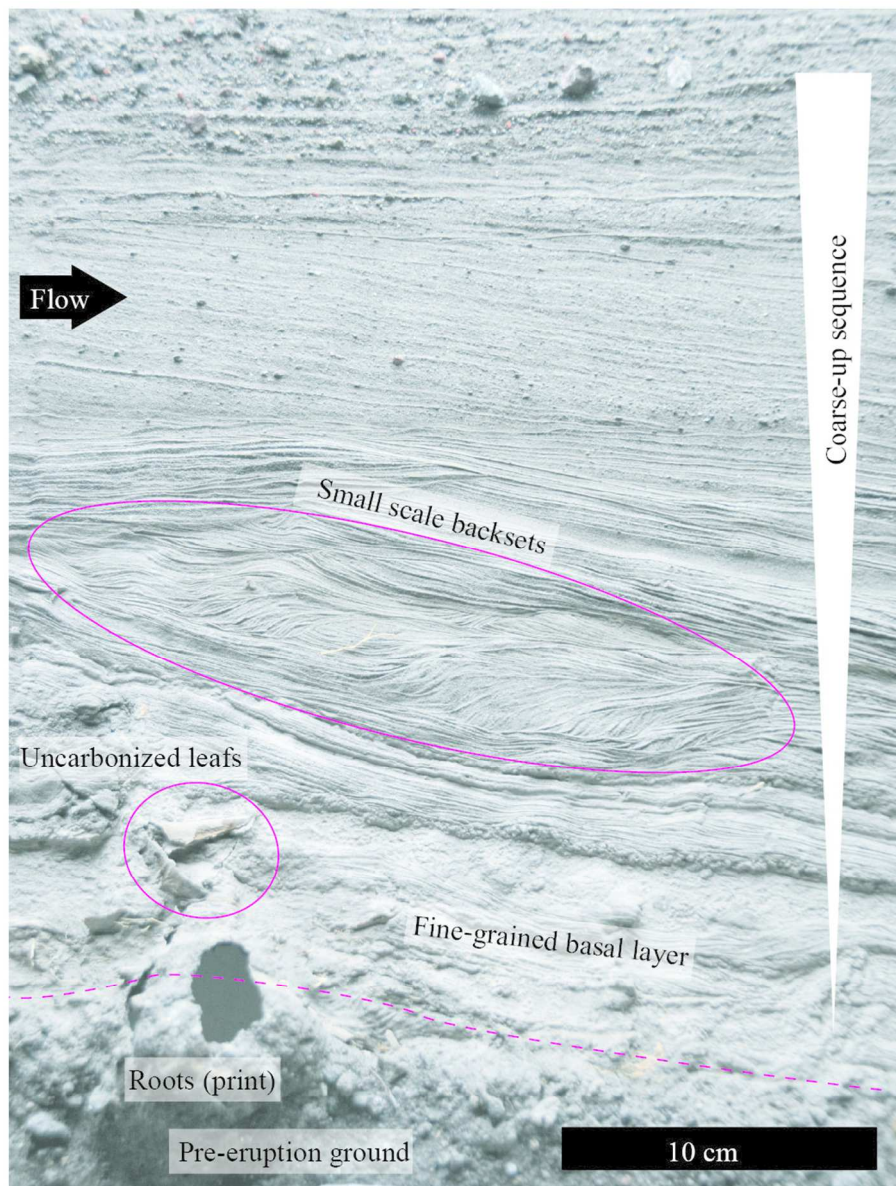 Flow
Coarse-up sequence
Small scale backsets
Uncarbonized leafs
Fine-grained basal layer
Roots (print)
Pre-eruption ground
10 cm